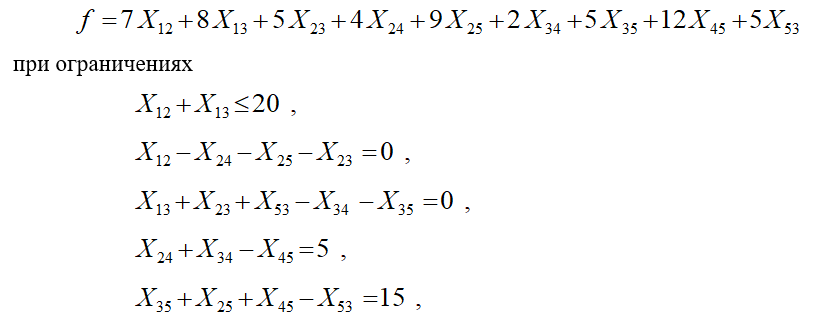 f = 7X₁₂ + 8X₁₃ + 5X₂₃ + 4X₂₄ + 9X₂₅ + 2X₃₄ + 5X₃₅ + 12X₄₅ + 5X₅₃
при ограничениях
X₁₂ + X₁₃ ≤ 20 ,
X₁₂ − X₂₄ − X₂₅ − X₂₃ = 0 ,
X₁₃ + X₂₃ + X₅₃ − X₃₄ − X₃₅ = 0 ,
X₂₄ + X₃₄ − X₄₅ = 5 ,
X₃₅ + X₂₅ + X₄₅ − X₅₃ = 15 ,